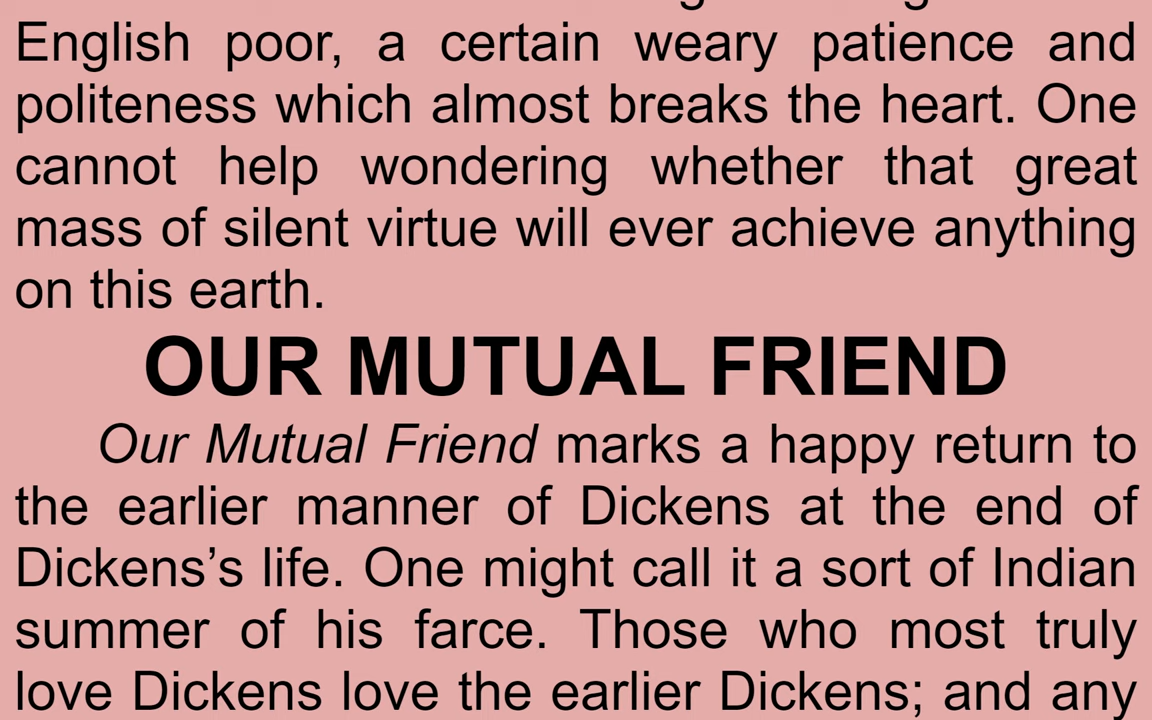 English poor, a certain weary patience and
politeness which almost breaks the heart. One
cannot help wondering whether that great
mass of silent virtue will ever achieve anything
on this earth.
OUR MUTUAL FRIEND
Our Mutual Friend marks a happy return to
the earlier manner of Dickens at the end of
Dickens’s life. One might call it a sort of Indian
summer of his farce. Those who most truly
love Dickens love the earlier Dickens; and any